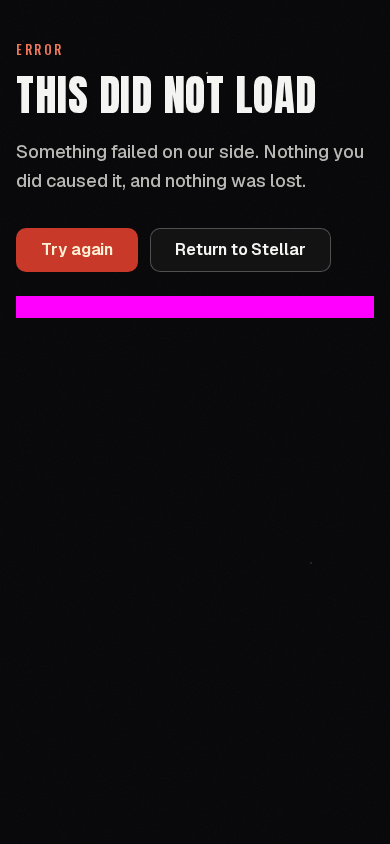 ERROR
THIS DID NOT LOAD
Something failed on our side. Nothing you
did caused it, and nothing was lost.
Try again
Return to Stellar